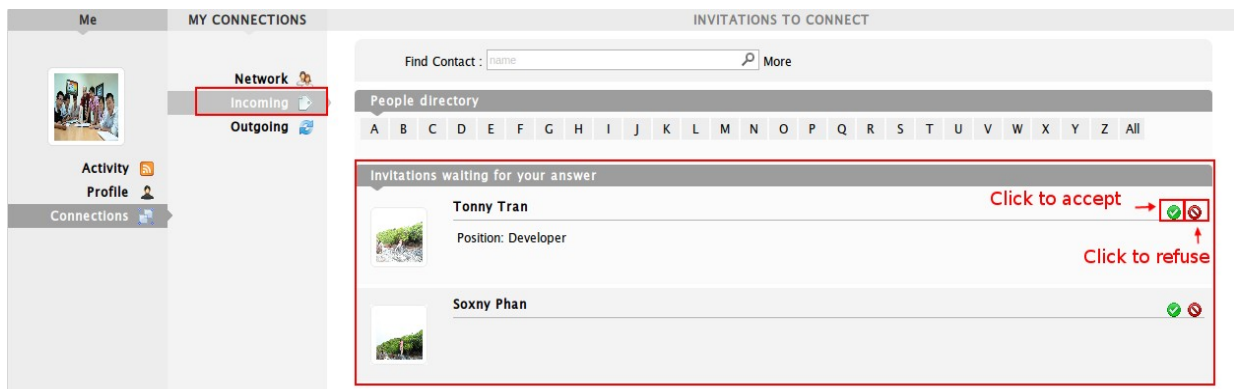 Me
MY CONNECTIONS
INVITATIONS TO CONNECT
Activity
Profile
Connections
Network
Incoming
Outgoing
Find Contact : name More
People directory
A B C D E F G H I J K L M N O P Q R S T U V W X Y Z All
Invitations waiting for your answer
Tonny Tran
Click to accept
Position: Developer
Click to refuse
Soxny Phan